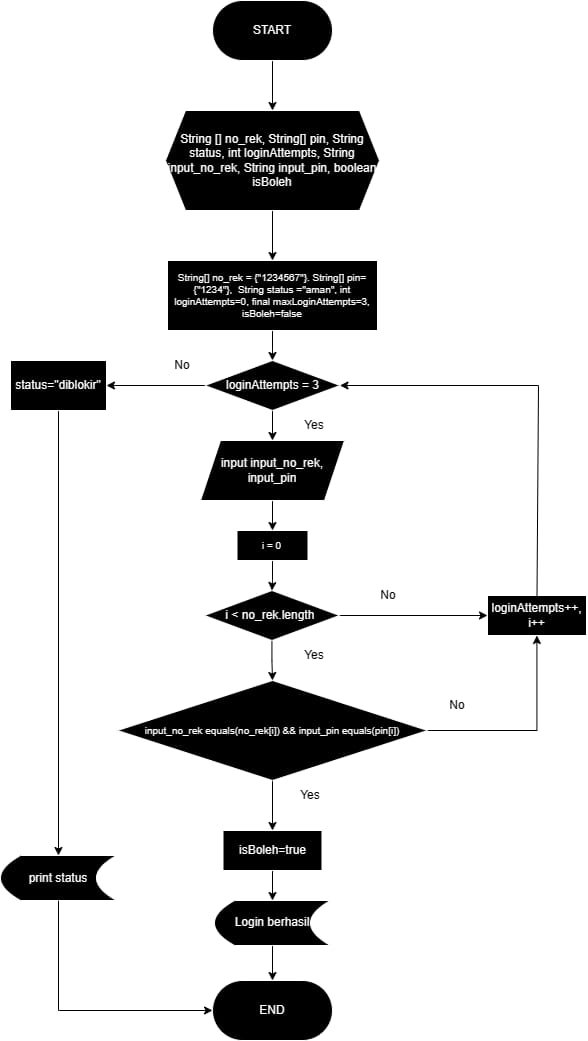 START
String [] no_rek, String[] pin, String
status, int loginAttempts, String
input_no_rek, String input_pin, boolean
isBoleh
String[] no_rek = {"1234567"}. String[] pin=
{"1234"},  String status ="aman", int
loginAttempts=0, final maxLoginAttempts=3,
isBoleh=false
No
status="diblokir"
loginAttempts = 3
Yes
input input_no_rek,
input_pin
i = 0
No
i < no_rek.length
loginAttempts++,
i++
Yes
No
input_no_rek equals(no_rek[i]) && input_pin equals(pin[i])
Yes
isBoleh=true
print status
Login berhasil
END